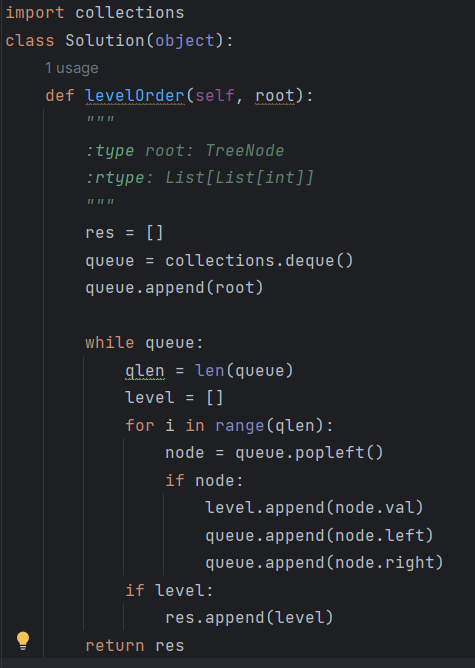 import collections
class Solution(object):
1 usage
def levelOrder(self, root):
"""
:type root: TreeNode
:rtype: List[List[int]]
"""
res = []
queue = collections.deque()
queue.append(root)
while queue:
qlen = len(queue)
level = []
for i in range(qlen):
node = queue.popleft()
if node:
level.append(node.val)
queue.append(node.left)
queue.append(node.right)
if level:
res.append(level)
return res